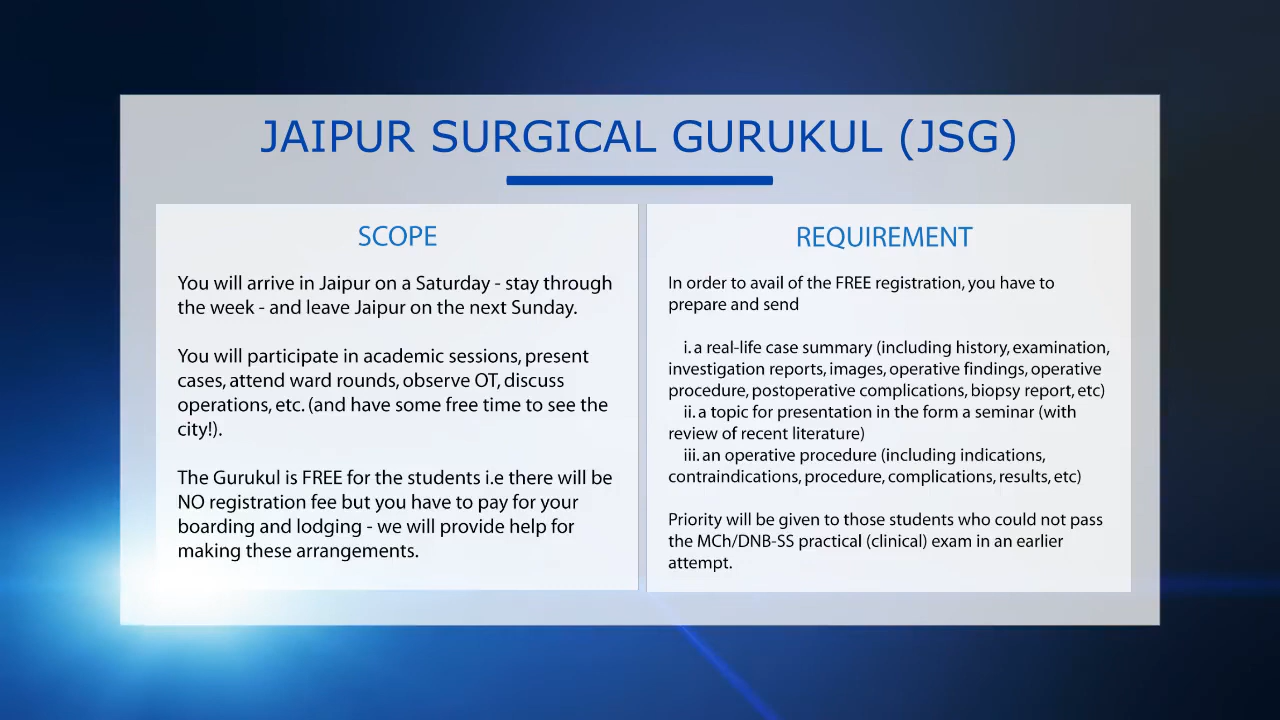 JAIPUR SURGICAL GURUKUL (JSG)
SCOPE
You will arrive in Jaipur on a Saturday - stay through
the week - and leave Jaipur on the next Sunday.
You will participate in academic sessions, present
cases, attend ward rounds, observe OT, discuss
operations, etc. (and have some free time to see the
city!).
The Gurukul is FREE for the students i.e there will be
NO registration fee but you have to pay for your
boarding and lodging - we will provide help for
making these arrangements.
REQUIREMENT
In order to avail of the FREE registration, you have to
prepare and send
i. a real-life case summary (including history, examination,
investigation reports, images, operative findings, operative
procedure, postoperative complications, biopsy report, etc)
ii. a topic for presentation in the form a seminar (with
review of recent literature)
iii. an operative procedure (including indications,
contraindications, procedure, complications, results, etc)
Priority will be given to those students who could not pass
the MCh/DNB-SS practical (clinical) exam in an earlier
attempt.